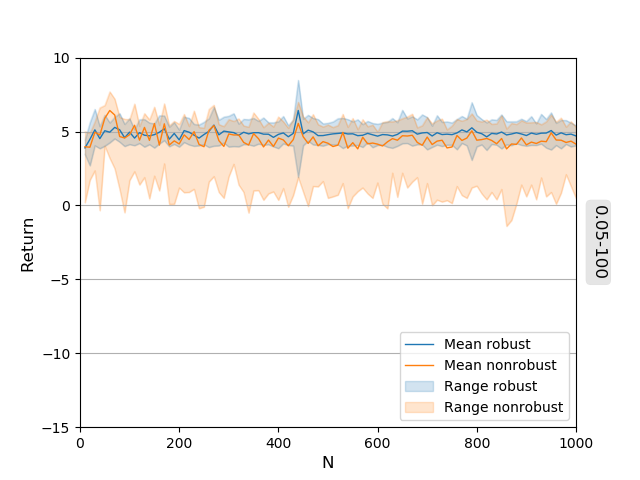 10
5
0
−5
−10
−15
Return
0
200
400
600
800
1000
N
Mean robust
Mean nonrobust
Range robust
Range nonrobust
0.05-100